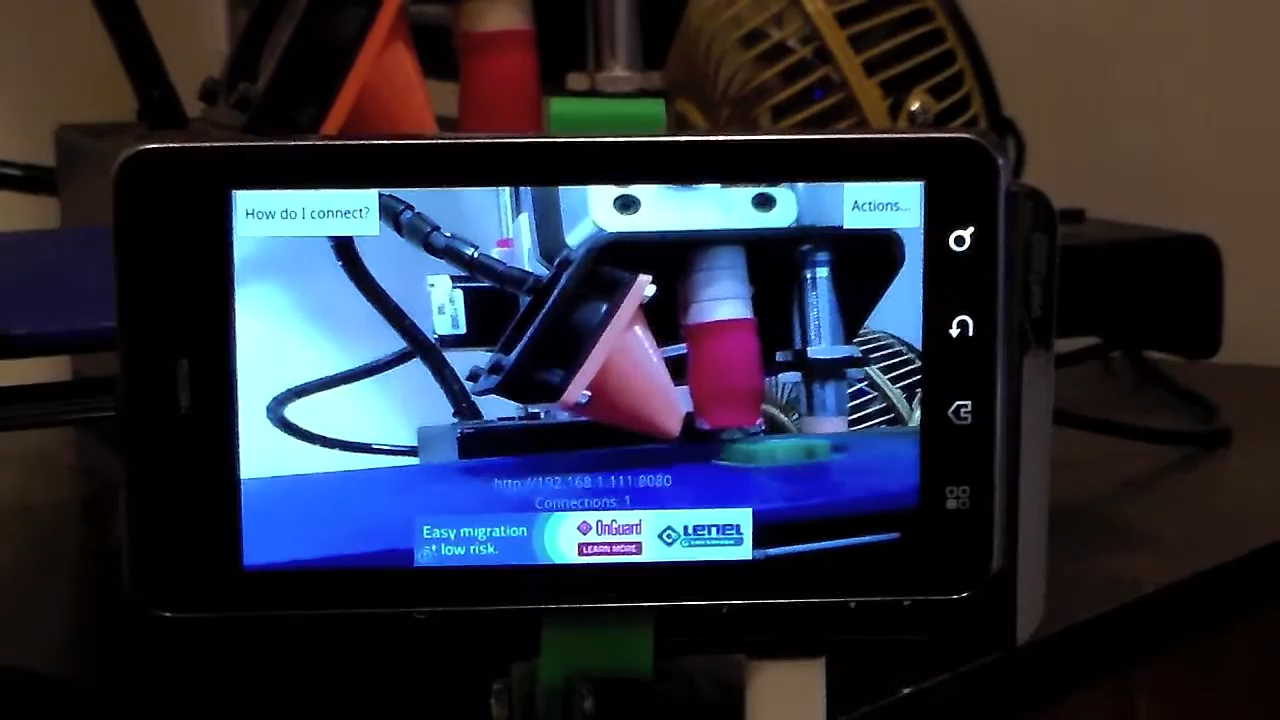 How do I connect?
Actions...
http://192.168.1.111:8080
Connections: 1
Easy migration
at low risk.
OnGuard
LEARN MORE
LENEL